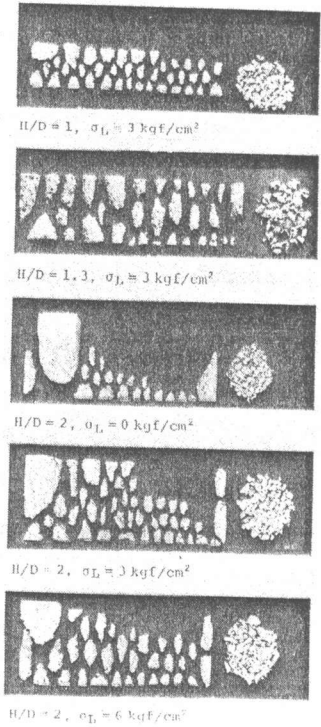 H/D = 1, σL ≒ 3 kgf/cm²
H/D = 1.3, σL ≒ 3 kgf/cm²
H/D = 2, σL = 0 kgf/cm²
H/D = 2, σL = 3 kgf/cm²
H/D = 2, σL = 6 kgf/cm²